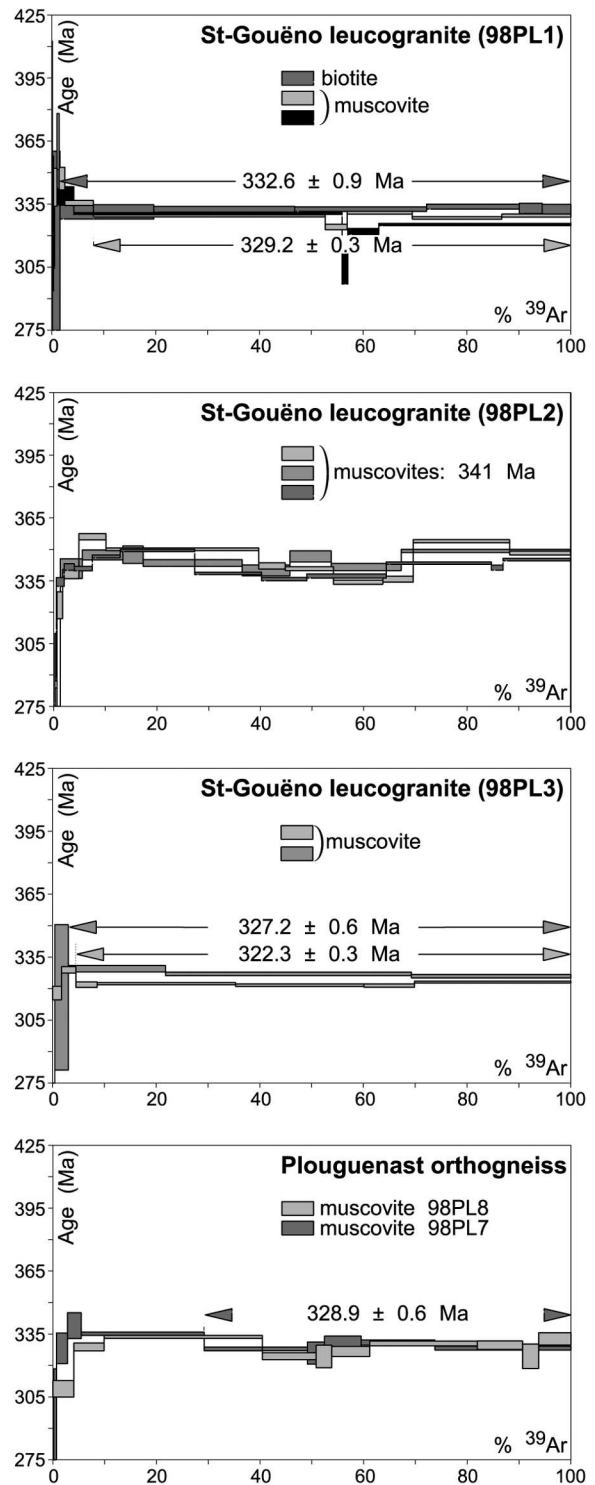 St-Gouëno leucogranite (98PL1)
biotite
muscovite
332.6 ± 0.9 Ma
329.2 ± 0.3 Ma
Age (Ma)
425
395
365
335
305
275
% ³⁹Ar
0 20 40 60 80 100
St-Gouëno leucogranite (98PL2)
muscovites: 341 Ma
Age (Ma)
425
395
365
335
305
275
% ³⁹Ar
0 20 40 60 80 100
St-Gouëno leucogranite (98PL3)
muscovite
327.2 ± 0.6 Ma
322.3 ± 0.3 Ma
Age (Ma)
425
395
365
335
305
275
% ³⁹Ar
0 20 40 60 80 100
Plouguenast orthogneiss
muscovite 98PL8
muscovite 98PL7
328.9 ± 0.6 Ma
Age (Ma)
425
395
365
335
305
275
% ³⁹Ar
0 20 40 60 80 100